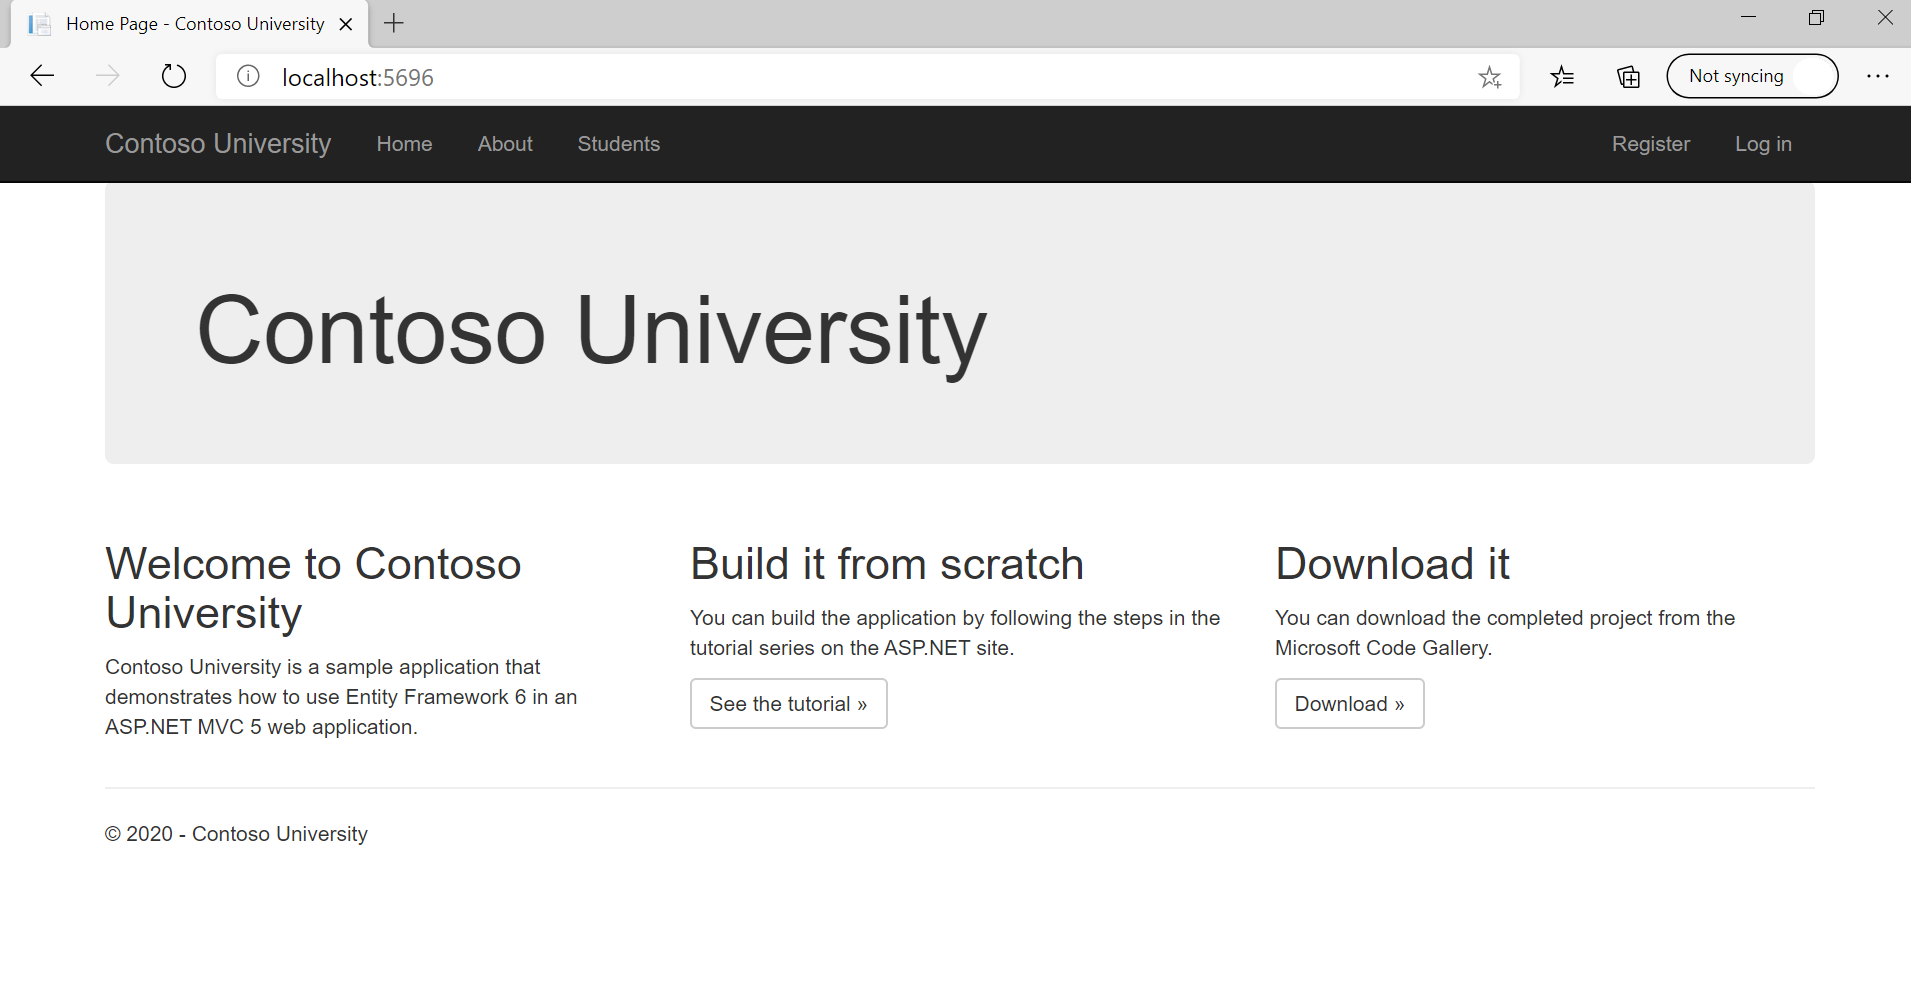 Home Page - Contoso University
localhost:5696
Not syncing
Contoso University Home About Students Register Log in
Contoso University
Welcome to Contoso
University
Contoso University is a sample application that
demonstrates how to use Entity Framework 6 in an
ASP.NET MVC 5 web application.
Build it from scratch
You can build the application by following the steps in the
tutorial series on the ASP.NET site.
See the tutorial »
Download it
You can download the completed project from the
Microsoft Code Gallery.
Download »
© 2020 - Contoso University